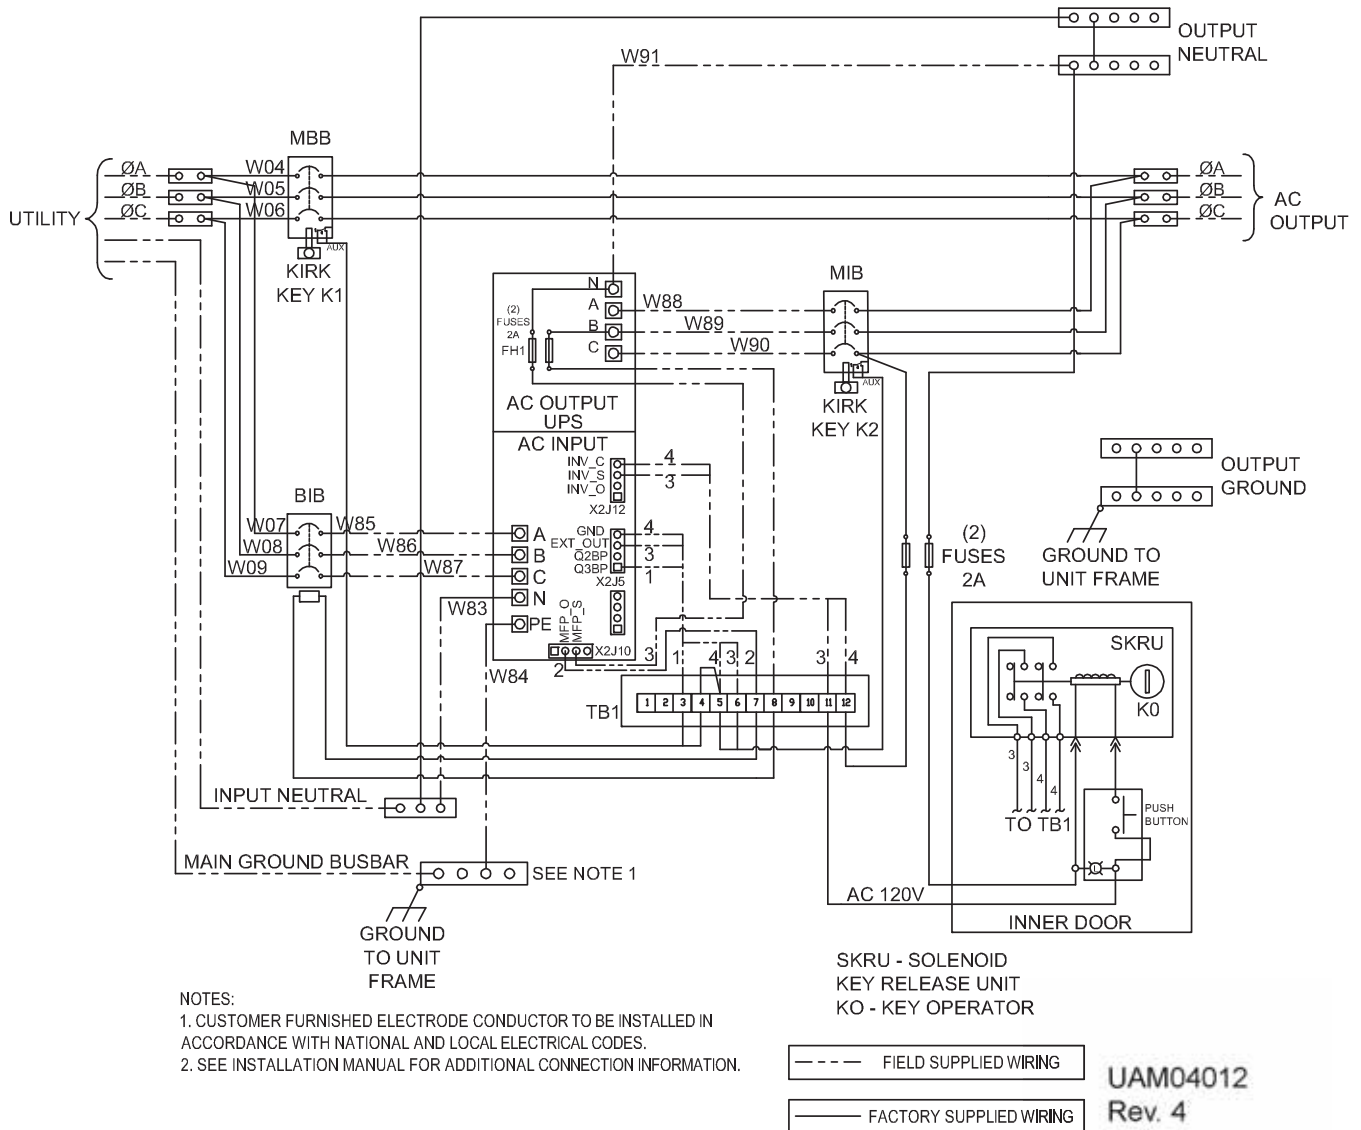 OUTPUT
NEUTRAL
W91
MBB
ØA
W04
ØB
W05
ØC
W06
UTILITY
AUX
KIRK
KEY K1
ØA
ØB
ØC
AC
OUTPUT
N
A
B
C
(2)
FUSES
2A
FH1
W88
W89
W90
MIB
AUX
KIRK
KEY K2
AC OUTPUT
UPS
AC INPUT
INV_C
INV_S
INV_O
X2J12
4
3
GND
EXT_OUT
Q2BP
Q3BP
X2J5
4
3
1
OUTPUT
GROUND
GROUND TO
UNIT FRAME
BIB
W07
W08
W09
W85
W86
W87
A
B
C
N
PE
W83
W84
MFP_O
MFP_S
X2J10
2
3
1
4
3
2
3
4
(2)
FUSES
2A
TB1
1 2 3 4 5 6 7 8 9 10 11 12
SKRU
K0
3
3
4
4
TO TB1
PUSH
BUTTON
AC 120V
INNER DOOR
INPUT NEUTRAL
MAIN GROUND BUSBAR
SEE NOTE 1
GROUND
TO UNIT
FRAME
SKRU - SOLENOID
KEY RELEASE UNIT
KO - KEY OPERATOR
NOTES:
1. CUSTOMER FURNISHED ELECTRODE CONDUCTOR TO BE INSTALLED IN
ACCORDANCE WITH NATIONAL AND LOCAL ELECTRICAL CODES.
2. SEE INSTALLATION MANUAL FOR ADDITIONAL CONNECTION INFORMATION.
FIELD SUPPLIED WIRING
FACTORY SUPPLIED WIRING
UAM04012
Rev. 4